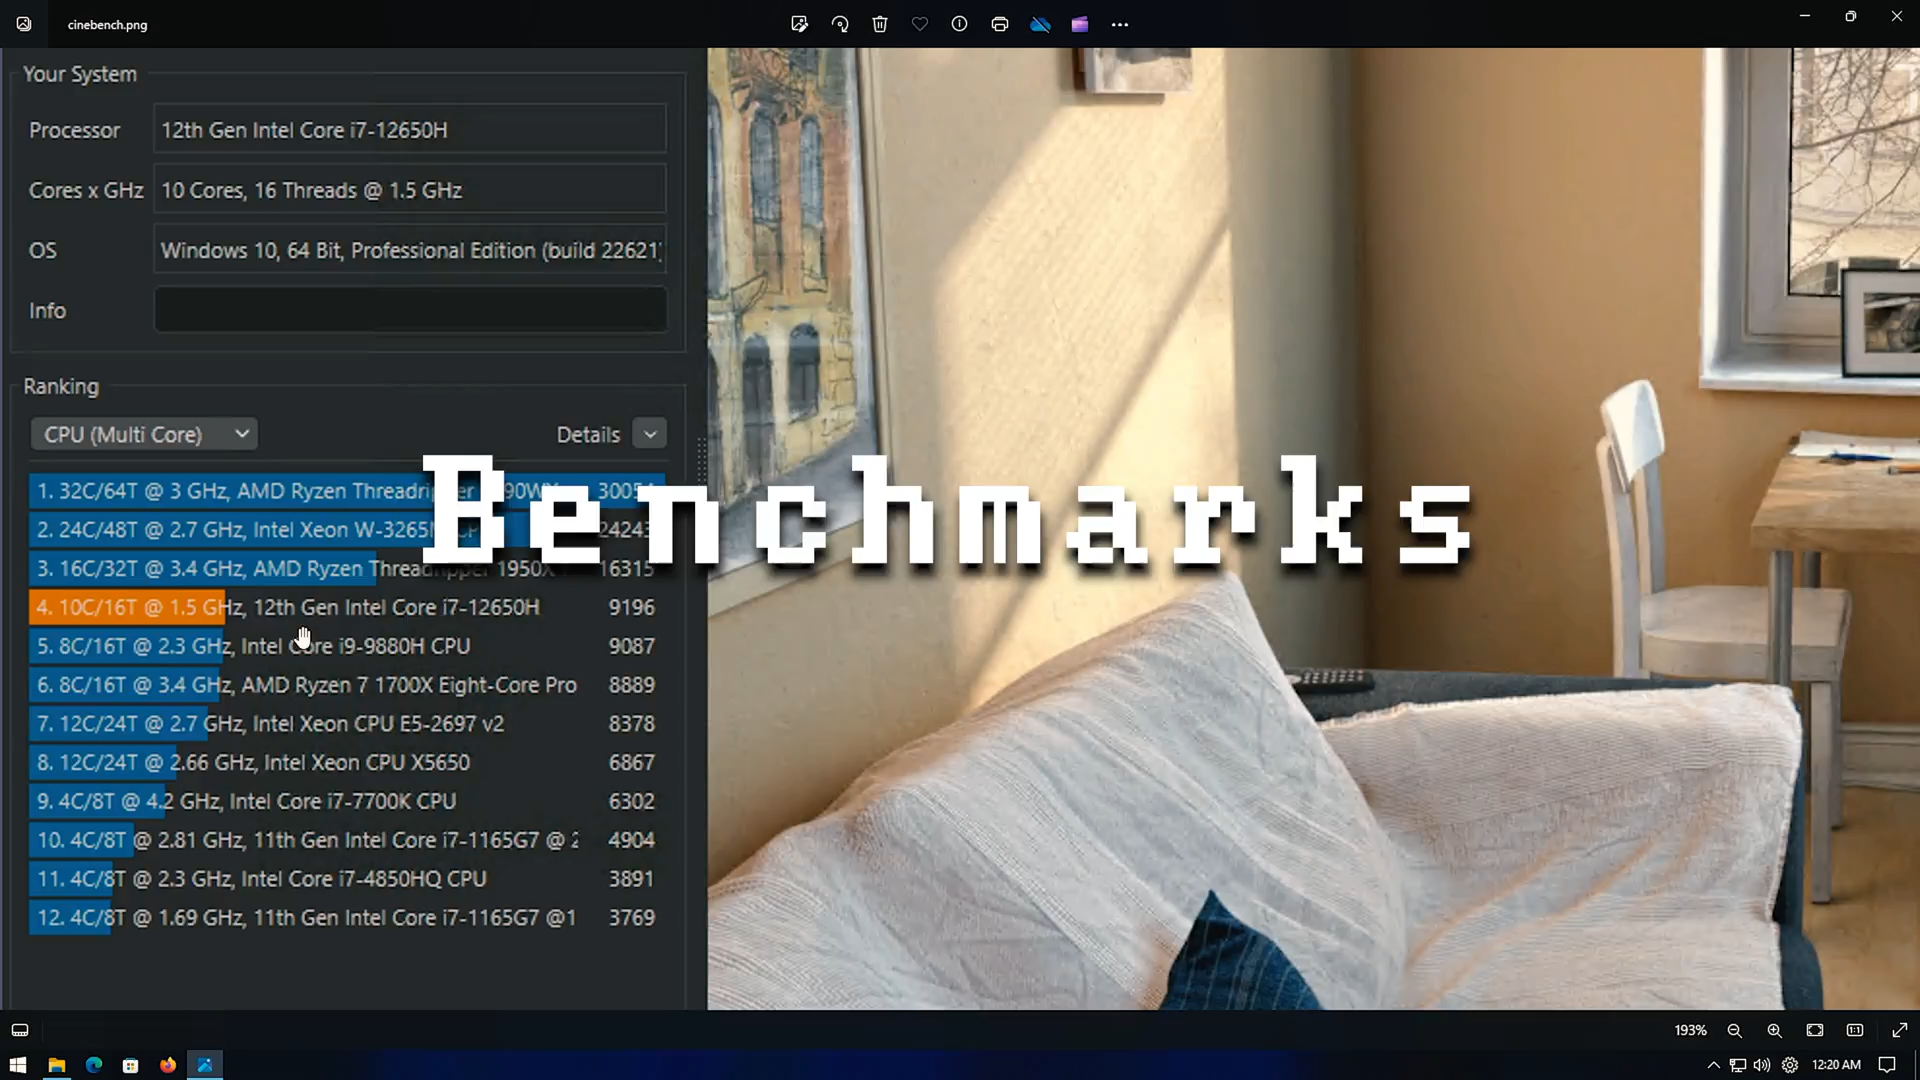 cinebench.png
Your System
Processor 12th Gen Intel Core i7-12650H
Cores x GHz 10 Cores, 16 Threads @ 1.5 GHz
OS Windows 10, 64 Bit, Professional Edition (build 22621)
Info
Ranking
CPU (Multi Core) Details
1. 32C/64T @ 3 GHz, AMD Ryzen 30054
2. 24C/48T @ 2.7 GHz, Intel Xeon 24243
Benchmarks
3. 16C/32T @ 3.4 GHz, AMD Ryzen Threadripper 1950X 16315
4. 10C/16T @ 1.5 GHz, 12th Gen Intel Core i7-12650H 9196
5. 8C/16T @ 2.3 GHz, Intel Core i9-9880H CPU 9087
6. 8C/16T @ 3.4 GHz, AMD Ryzen 7 1700X Eight-Core Pro 8889
7. 12C/24T @ 2.7 GHz, Intel Xeon CPU E5-2697 v2 8378
8. 12C/24T @ 2.66 GHz, Intel Xeon CPU X5650 6867
9. 4C/8T @ 4.2 GHz, Intel Core i7-7700K CPU 6302
10. 4C/8T @ 2.81 GHz, 11th Gen Intel Core i7-1165G7 @ 2 4904
11. 4C/8T @ 2.3 GHz, Intel Core i7-4850HQ CPU 3891
12. 4C/8T @ 1.69 GHz, 11th Gen Intel Core i7-1165G7 @1 3769
193% 1:1
12:20 AM